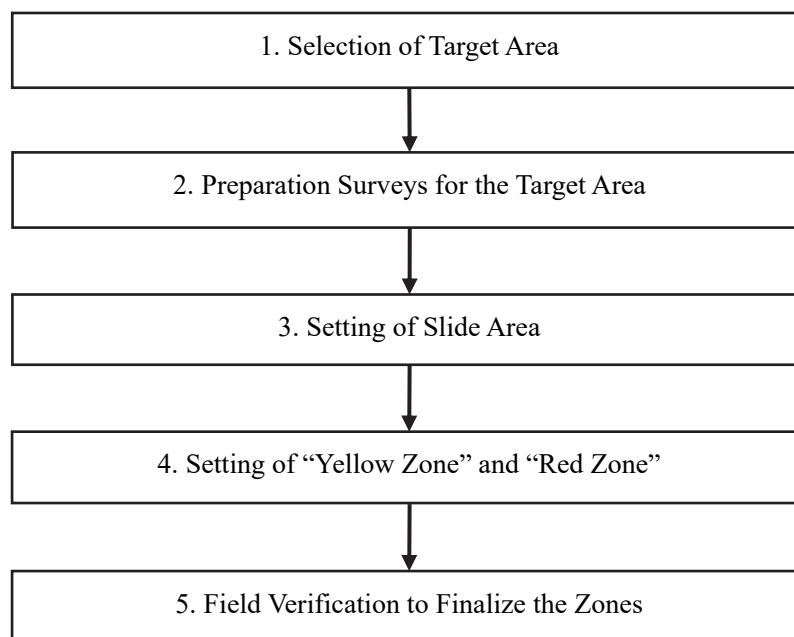 1. Selection of Target Area
2. Preparation Surveys for the Target Area
3. Setting of Slide Area
4. Setting of “Yellow Zone” and “Red Zone”
5. Field Verification to Finalize the Zones